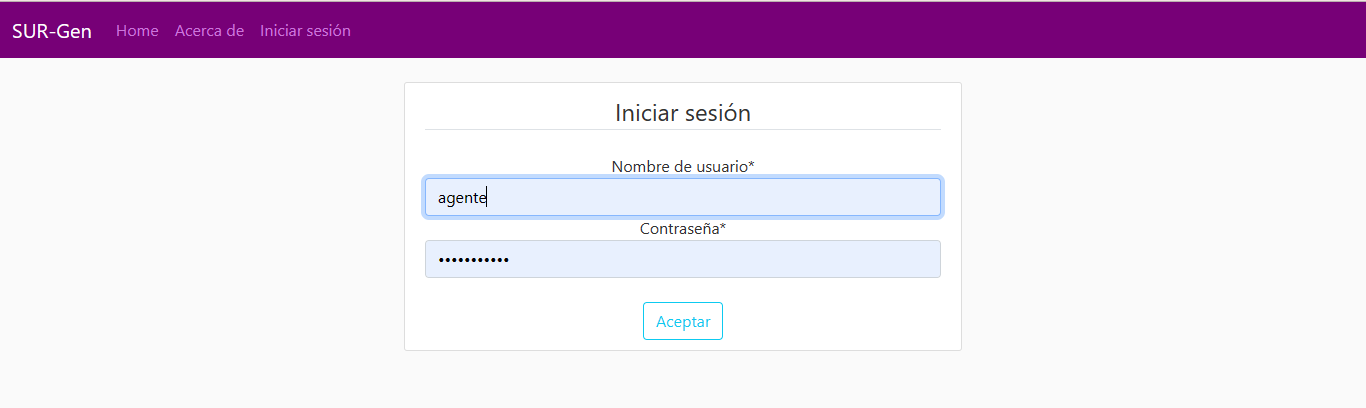 SUR-Gen Home Acerca de Iniciar sesión
Iniciar sesión
Nombre de usuario*
agente
Contraseña*
•••••••••••
Aceptar